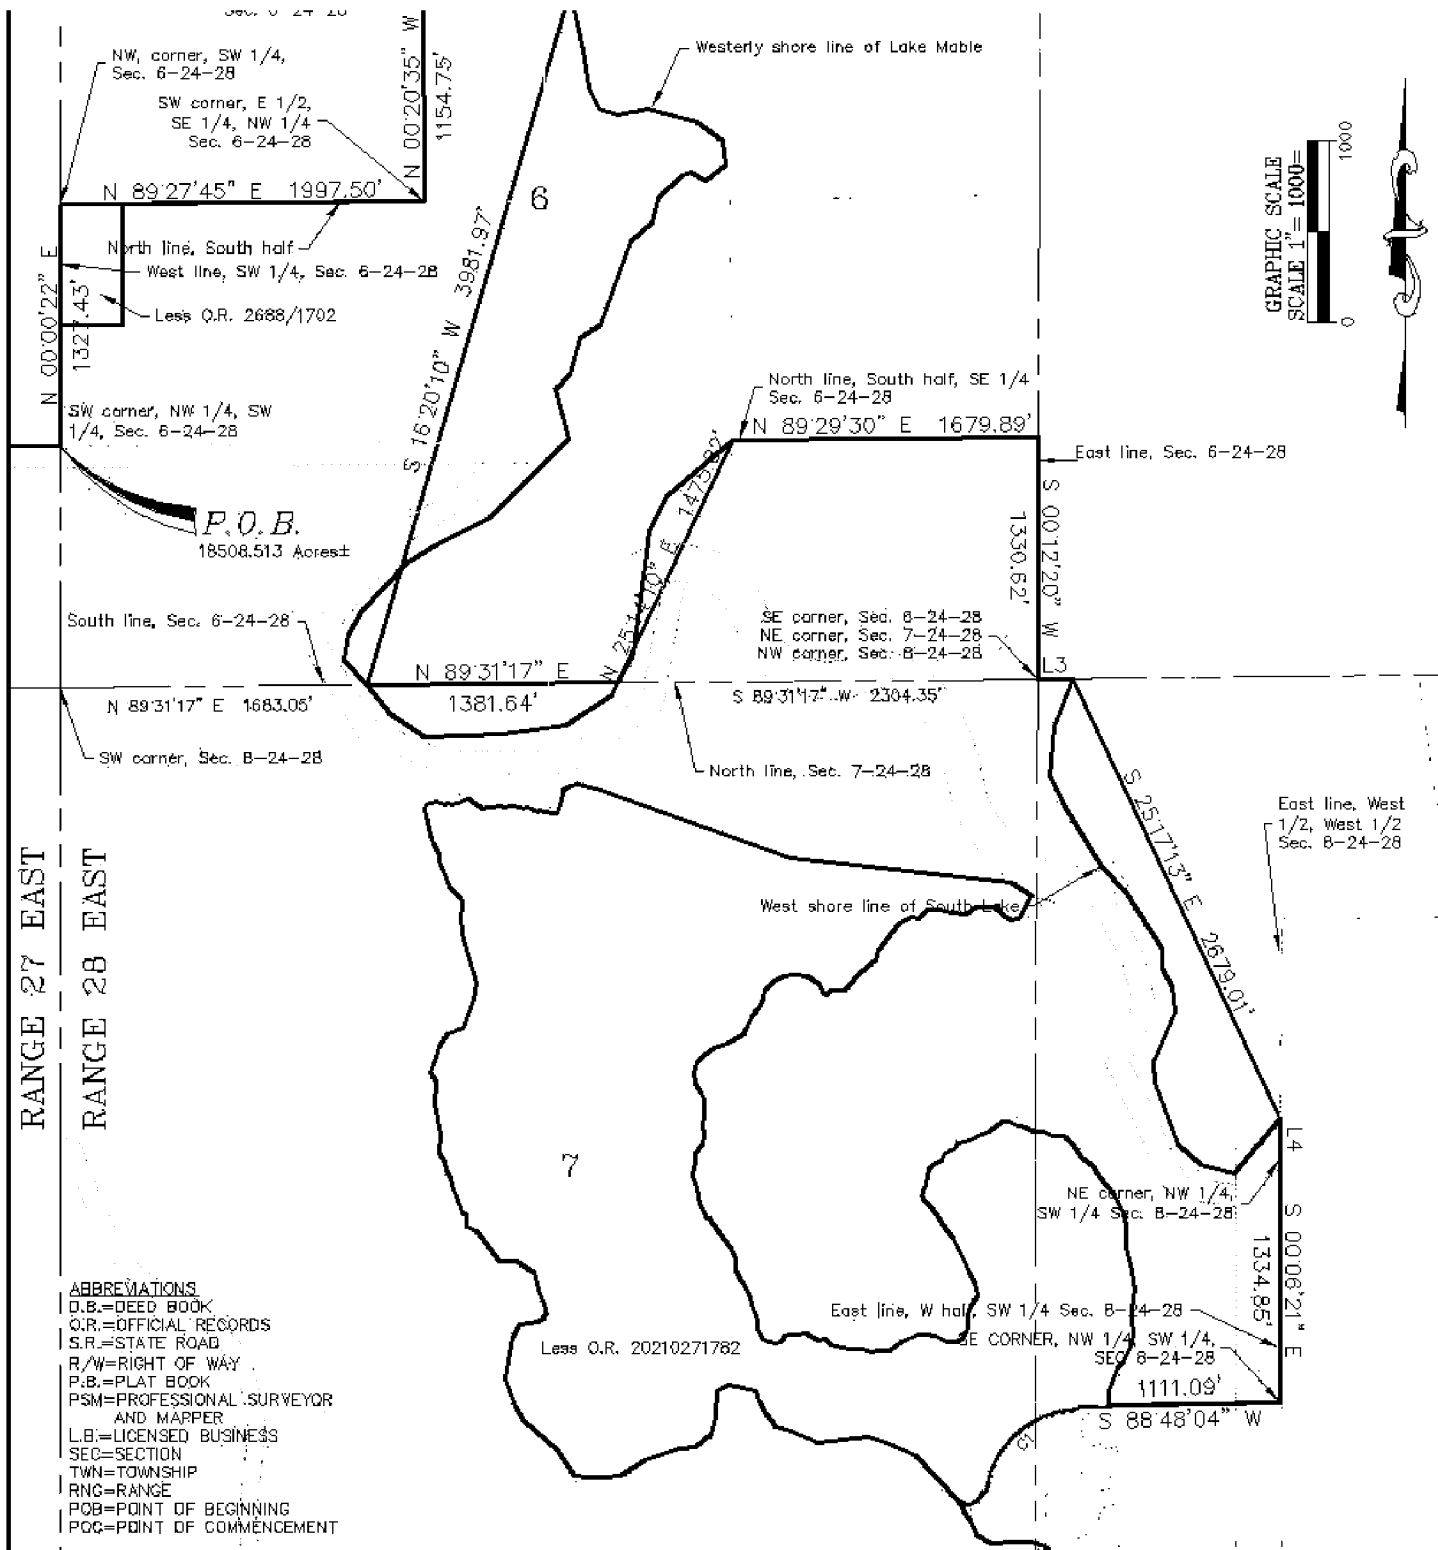 NW, corner, SW 1/4,
Sec. 6-24-28
SW corner, E 1/2,
SE 1/4, NW 1/4
Sec. 6-24-28
N 00°20'35" W
1154.75'
Westerly shore line of Lake Mable
N 89°27'45" E 1997.50'
North line, South half
West line, SW 1/4, Sec. 6-24-28
Less O.R. 2688/1702
N 00°00'22" E
1327.43'
SW corner, NW 1/4, SW
1/4, Sec. 6-24-28
P.O.B.
18508.513 Acres±
6
S 16°20'10" W 3981.97'
GRAPHIC SCALE
SCALE 1"= 1000=
0
1000
North line, South half, SE 1/4
Sec. 6-24-28
N 89°29'30" E 1679.89'
East line, Sec. 6-24-28
S 00°12'20" W
1330.62'
SE corner, Sec. 6-24-28
NE corner, Sec. 7-24-28
NW corner, Sec. 8-24-28
L3
South line, Sec. 6-24-28
N 89°31'17" E 1683.05'
N 89°31'17" E
1381.64'
S 89°31'17" W 2304.35'
SW corner, Sec. 8-24-28
North line, Sec. 7-24-28
S 25°17'13" E 2679.01'
East line, West
1/2, West 1/2
Sec. 8-24-28
West shore line of South Lake
RANGE 27 EAST
RANGE 28 EAST
7
L4
NE corner, NW 1/4,
SW 1/4 Sec. 8-24-28
S 00°06'21" E
1334.85'
East line, W half, SW 1/4 Sec. 8-24-28
SE CORNER, NW 1/4, SW 1/4,
SEC 8-24-28
1111.09'
S 88°48'04" W
Less O.R. 20210271782
ABBREVIATIONS
D.B.=DEED BOOK
O.R.=OFFICIAL RECORDS
S.R.=STATE ROAD
R/W=RIGHT OF WAY
P.B.=PLAT BOOK
PSM=PROFESSIONAL SURVEYOR
AND MAPPER
L.B.=LICENSED BUSINESS
SEC=SECTION
TWN=TOWNSHIP
RNG=RANGE
POB=POINT OF BEGINNING
POC=POINT OF COMMENCEMENT